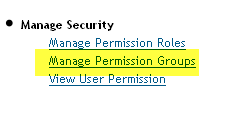 Manage Security
Manage Permission Roles
Manage Permission Groups
View User Permission